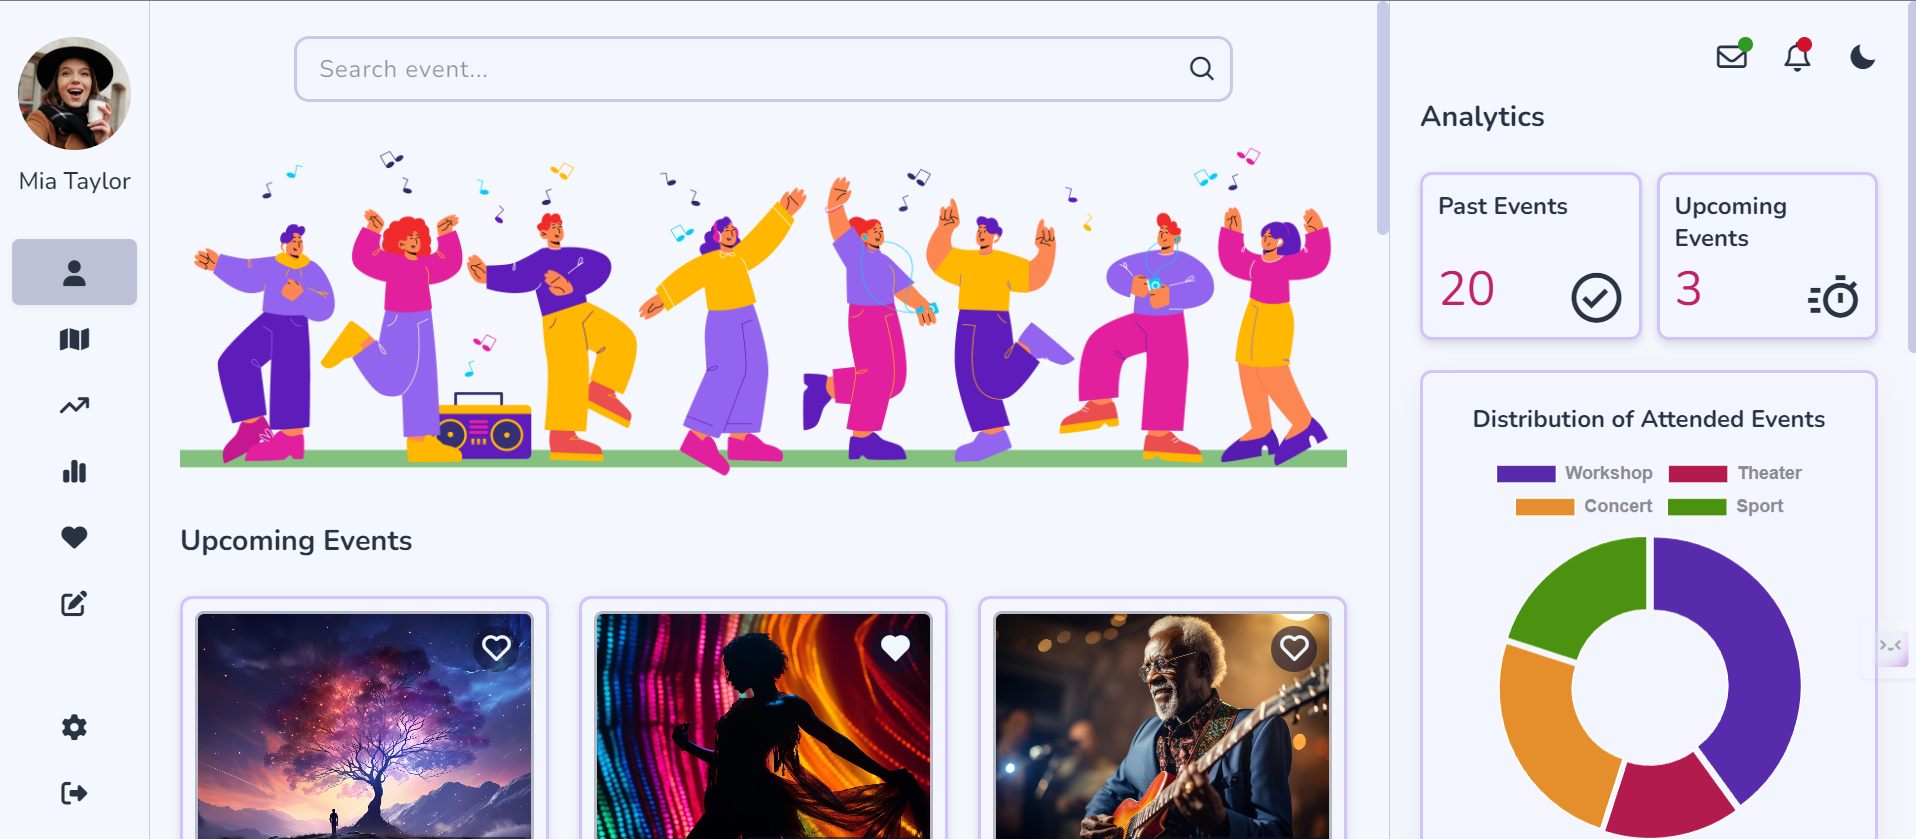 Mia Taylor
Search event...
Upcoming Events
Analytics
Past Events
20
Upcoming
Events
3
Distribution of Attended Events
Workshop
Theater
Concert
Sport